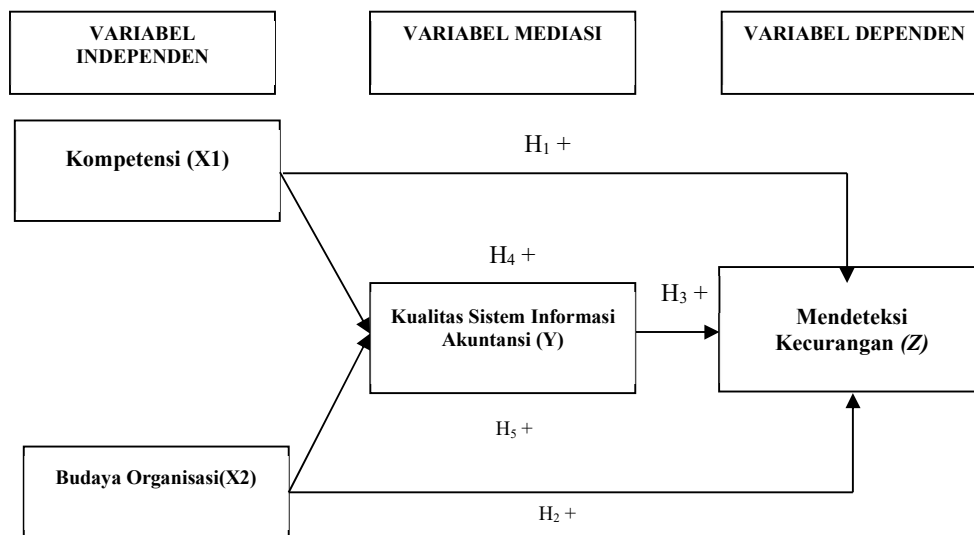 VARIABEL
INDEPENDEN
VARIABEL MEDIASI
VARIABEL DEPENDEN
Kompetensi (X1)
H₁ +
H₄ +
H₃ +
Kualitas Sistem Informasi
Akuntansi (Y)
Mendeteksi
Kecurangan (Z)
H₅ +
Budaya Organisasi(X2)
H₂ +